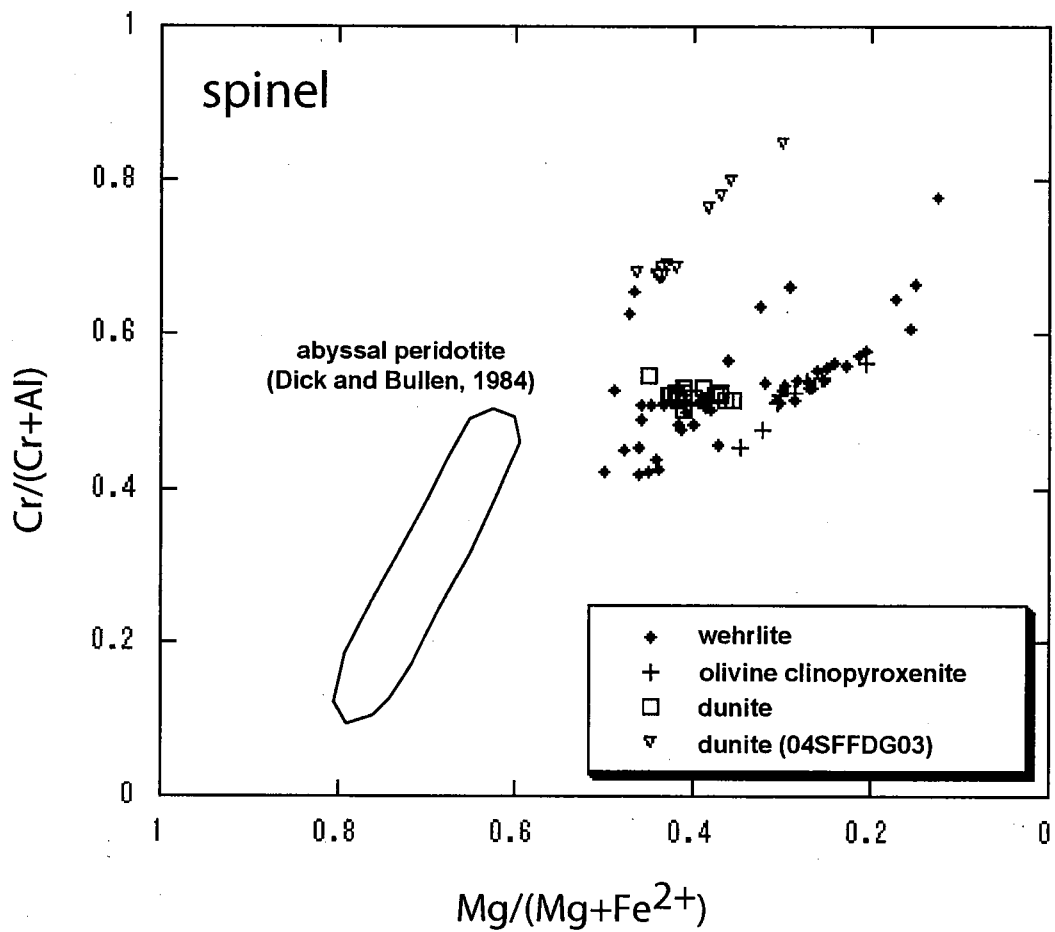 1
spinel
0.8
0.6
abyssal peridotite
(Dick and Bullen, 1984)
Cr/(Cr+Al)
0.4
0.2
0
wehrlite
olivine clinopyroxenite
dunite
dunite (04SFFDG03)
1
0.8
0.6
0.4
0.2
0
Mg/(Mg+Fe2+)